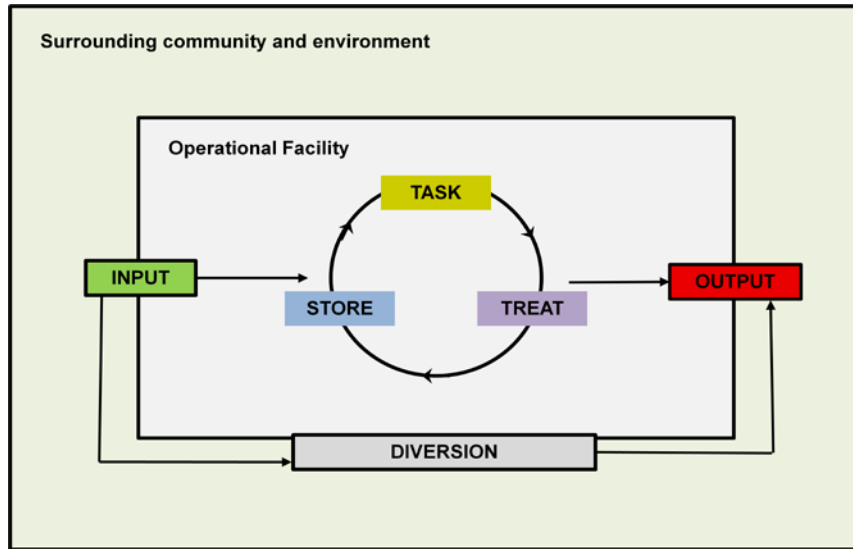 Surrounding community and environment
Operational Facility
TASK
INPUT
OUTPUT
STORE
TREAT
DIVERSION